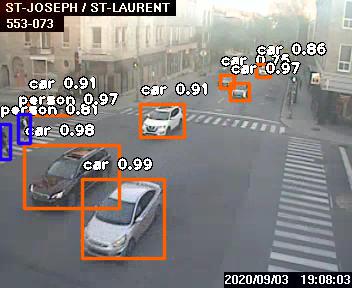 ST-JOSEPH / ST-LAURENT
553-073
car 0.86
car 0.97
car 0.91
car 0.91
person 0.97
person 0.81
car 0.98
car 0.99
2020/09/03 19:08:03